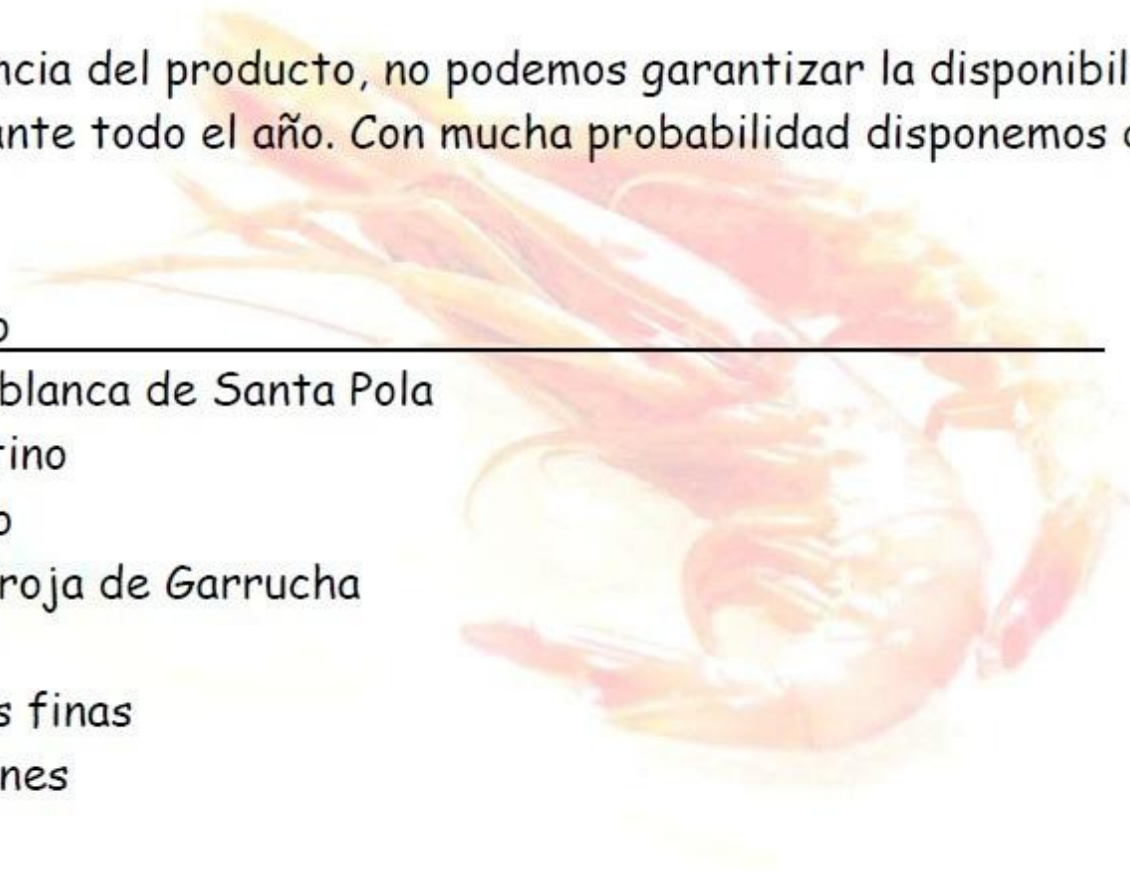 ncia del producto, no podemos garantizar la disponibil
ante todo el año. Con mucha probabilidad disponemos
o
blanca de Santa Pola
tino
o
roja de Garrucha
s finas
nes